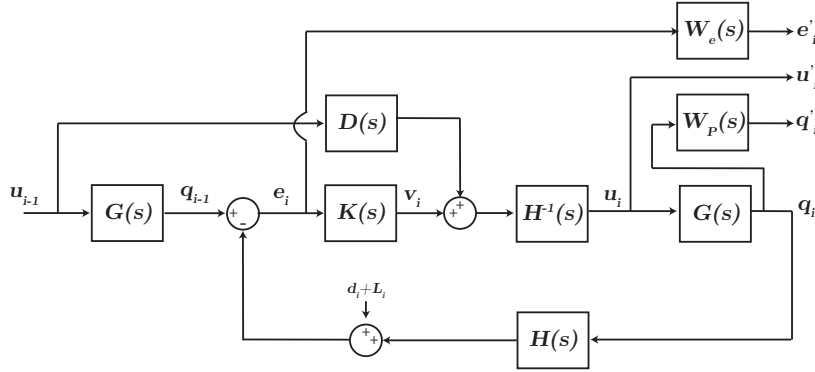 W_e(s)
e'_i
u'_i
D(s)
W_P(s)
q'_i
u_{i-1}
G(s)
q_{i-1}
+
-
e_i
K(s)
v_i
+
+
H^{-1}(s)
u_i
G(s)
q_i
d_i+L_i
+
+
H(s)